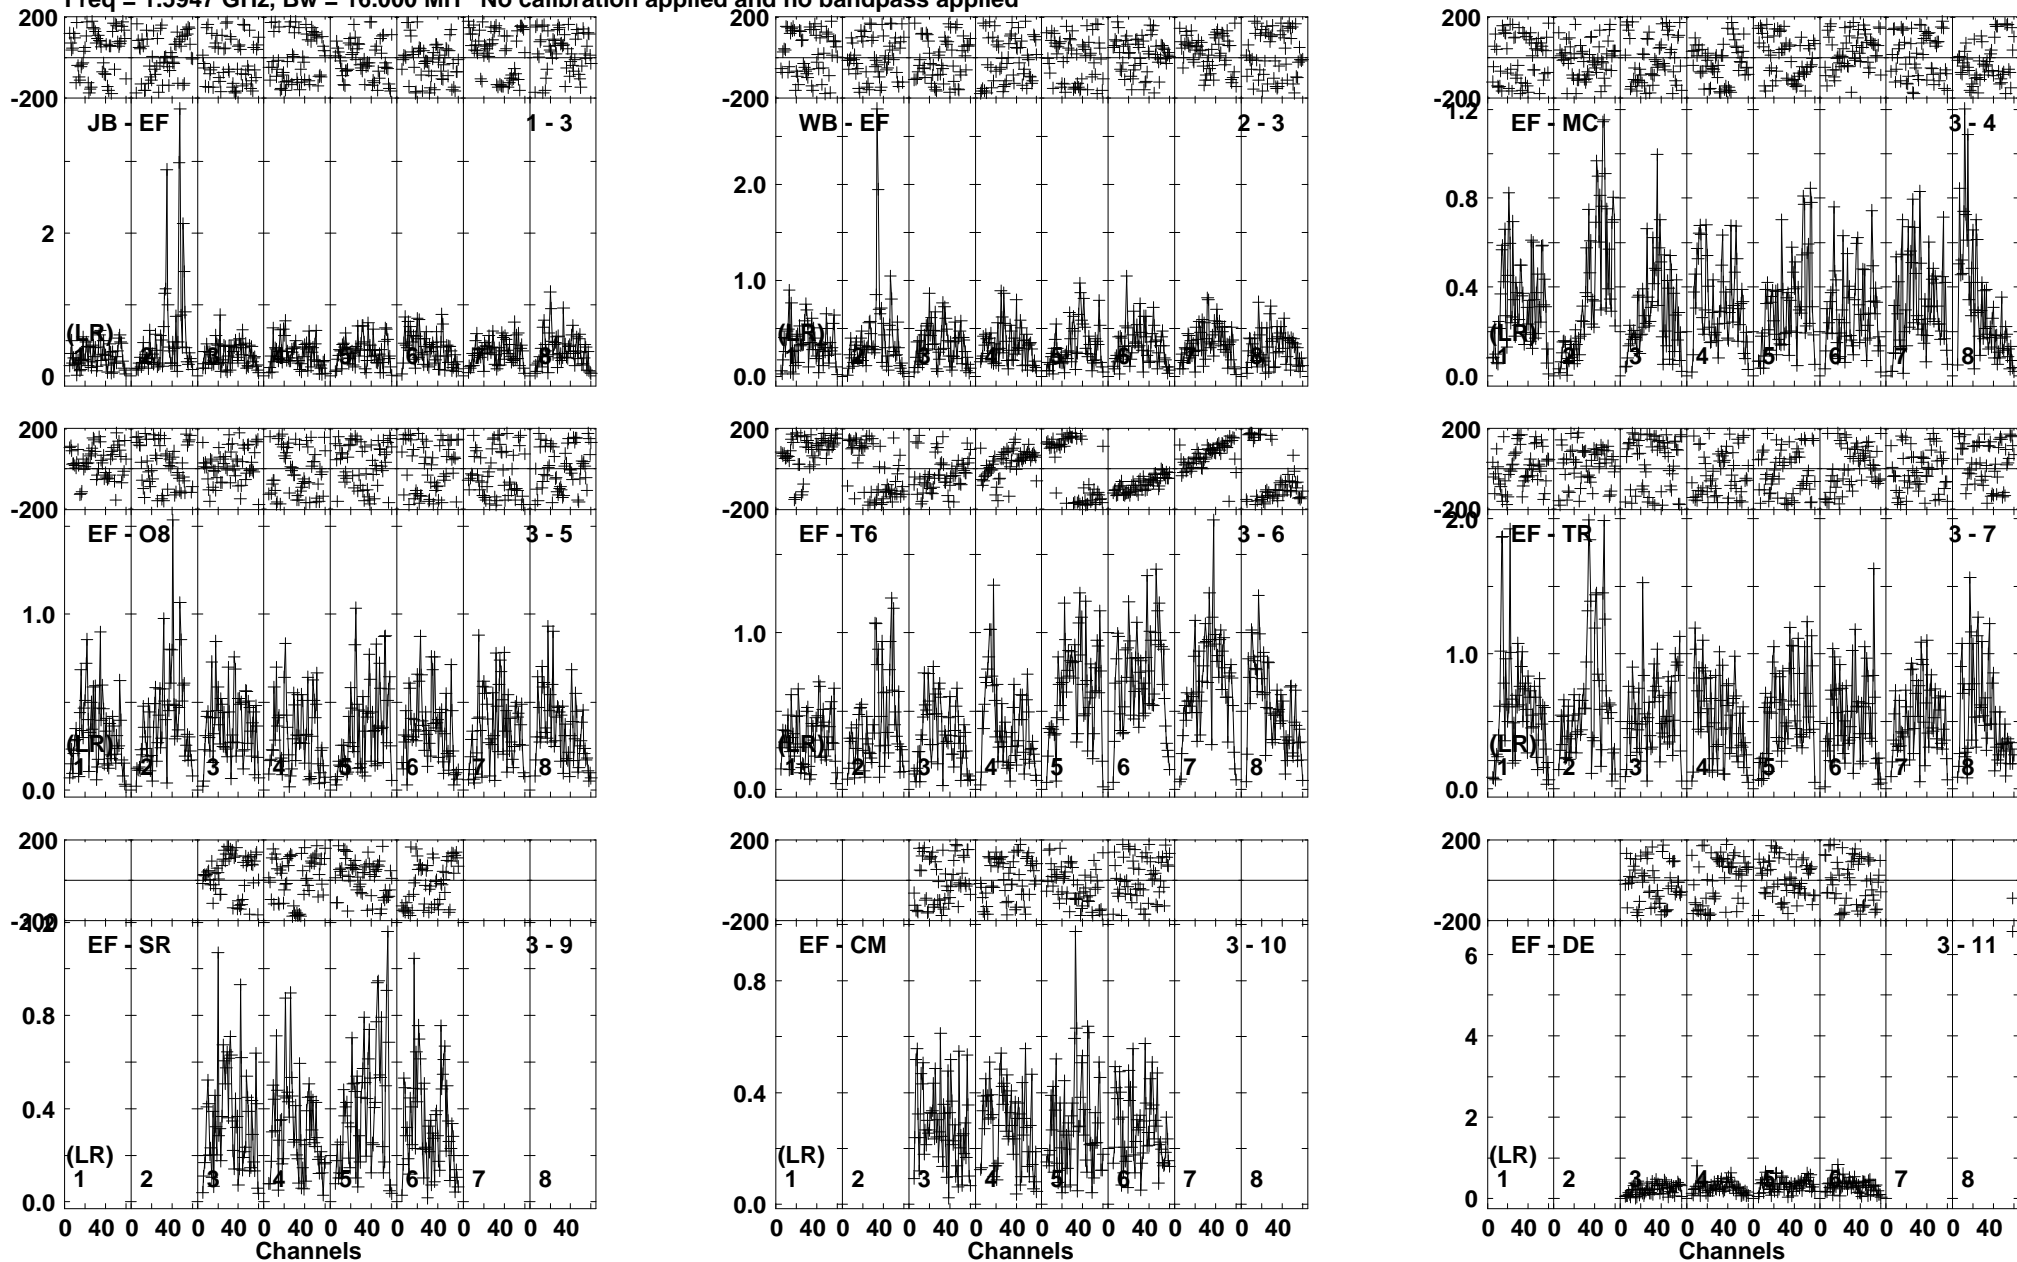 Freq = 1.5947 GHz, Bw = 16.000 MH No calibration applied and no bandpass applied
200 200 200
-200 -200 -200
JB - EF 1 - 3 WB - EF 2 - 3 EF - MC 3 - 4
2 2.0 1.2
1.0 0.8
0.4
0 0.0 0.0
(LR) (LR) (LR)
1 2 3 4 5 6 7 8 1 2 3 4 5 6 7 8 1 2 3 4 5 6 7 8
200 200 200
-200 -200 -200
EF - O8 3 - 5 EF - T6 3 - 6 EF - TR 3 - 7
2.0
1.0 1.0 1.0
(LR) (LR) (LR)
1 2 3 4 5 6 7 8 1 2 3 4 5 6 7 8 1 2 3 4 5 6 7 8
0.0 0.0 0.0
200 200 200
-200 -200 -200
1.2
EF - SR 3 - 9 EF - CM 3 - 10 EF - DE 3 - 11
0.8 0.8 6
4
0.4 0.4 2
(LR) (LR) (LR)
1 2 3 4 5 6 7 8 1 2 3 4 5 6 7 8 1 2 3 4 5 6 7 8
0.0 0.0 0
0 40 0 40 0 40 0 40 0 40 0 40 0 40 0 40 0 40 0 40 0 40 0 40 0 40 0 40 0 40 0 40 0 40 0 40 0 40 0 40 0 40 0 40 0 40 0 40
Channels Channels